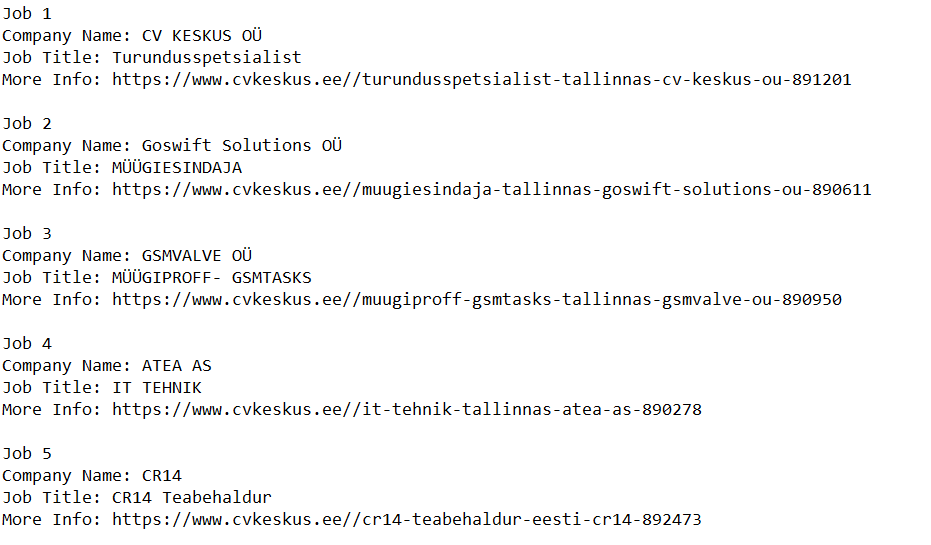 Job 1
Company Name: CV KESKUS OÜ
Job Title: Turundusspetsialist
More Info: https://www.cvkeskus.ee//turundusspetsialist-tallinnas-cv-keskus-ou-891201
Job 2
Company Name: Goswift Solutions OÜ
Job Title: MÜÜGIESINDAJA
More Info: https://www.cvkeskus.ee//muugiesindaja-tallinnas-goswift-solutions-ou-890611
Job 3
Company Name: GSMVALVE OÜ
Job Title: MÜÜGIPROFF- GSMTASKS
More Info: https://www.cvkeskus.ee//muugiproff-gsmtasks-tallinnas-gsmvalve-ou-890950
Job 4
Company Name: ATEA AS
Job Title: IT TEHNIK
More Info: https://www.cvkeskus.ee//it-tehnik-tallinnas-atea-as-890278
Job 5
Company Name: CR14
Job Title: CR14 Teabehaldur
More Info: https://www.cvkeskus.ee//cr14-teabehaldur-eesti-cr14-892473